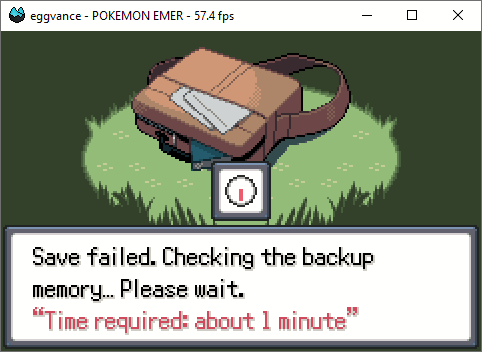 eggvance - POKEMON EMER - 57.4 fps
Save failed. Checking the backup
memory... Please wait.
“Time required: about 1 minute”